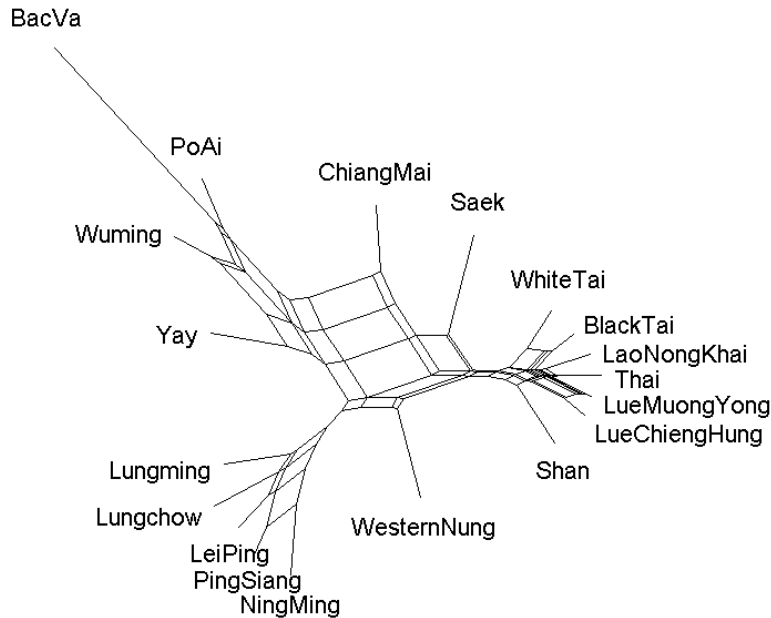 BacVa
PoAi
ChiangMai
Saek
Wuming
WhiteTai
BlackTai
Yay
LaoNongKhai
Thai
LueMuongYong
LueChiengHung
Lungming
Shan
Lungchow
WesternNung
LeiPing
PingSiang
NingMing